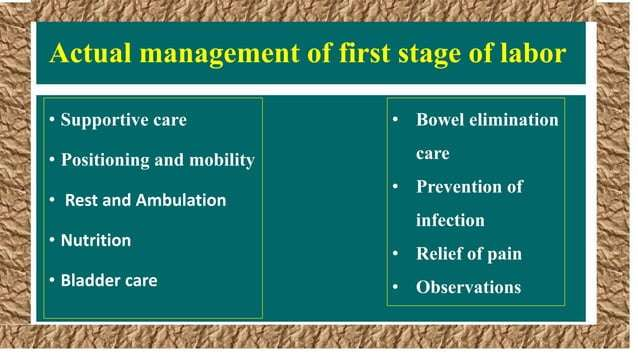 Actual management of first stage of labor
• Supportive care
• Positioning and mobility
• Rest and Ambulation
• Nutrition
• Bladder care
• Bowel elimination
care
• Prevention of
infection
• Relief of pain
• Observations